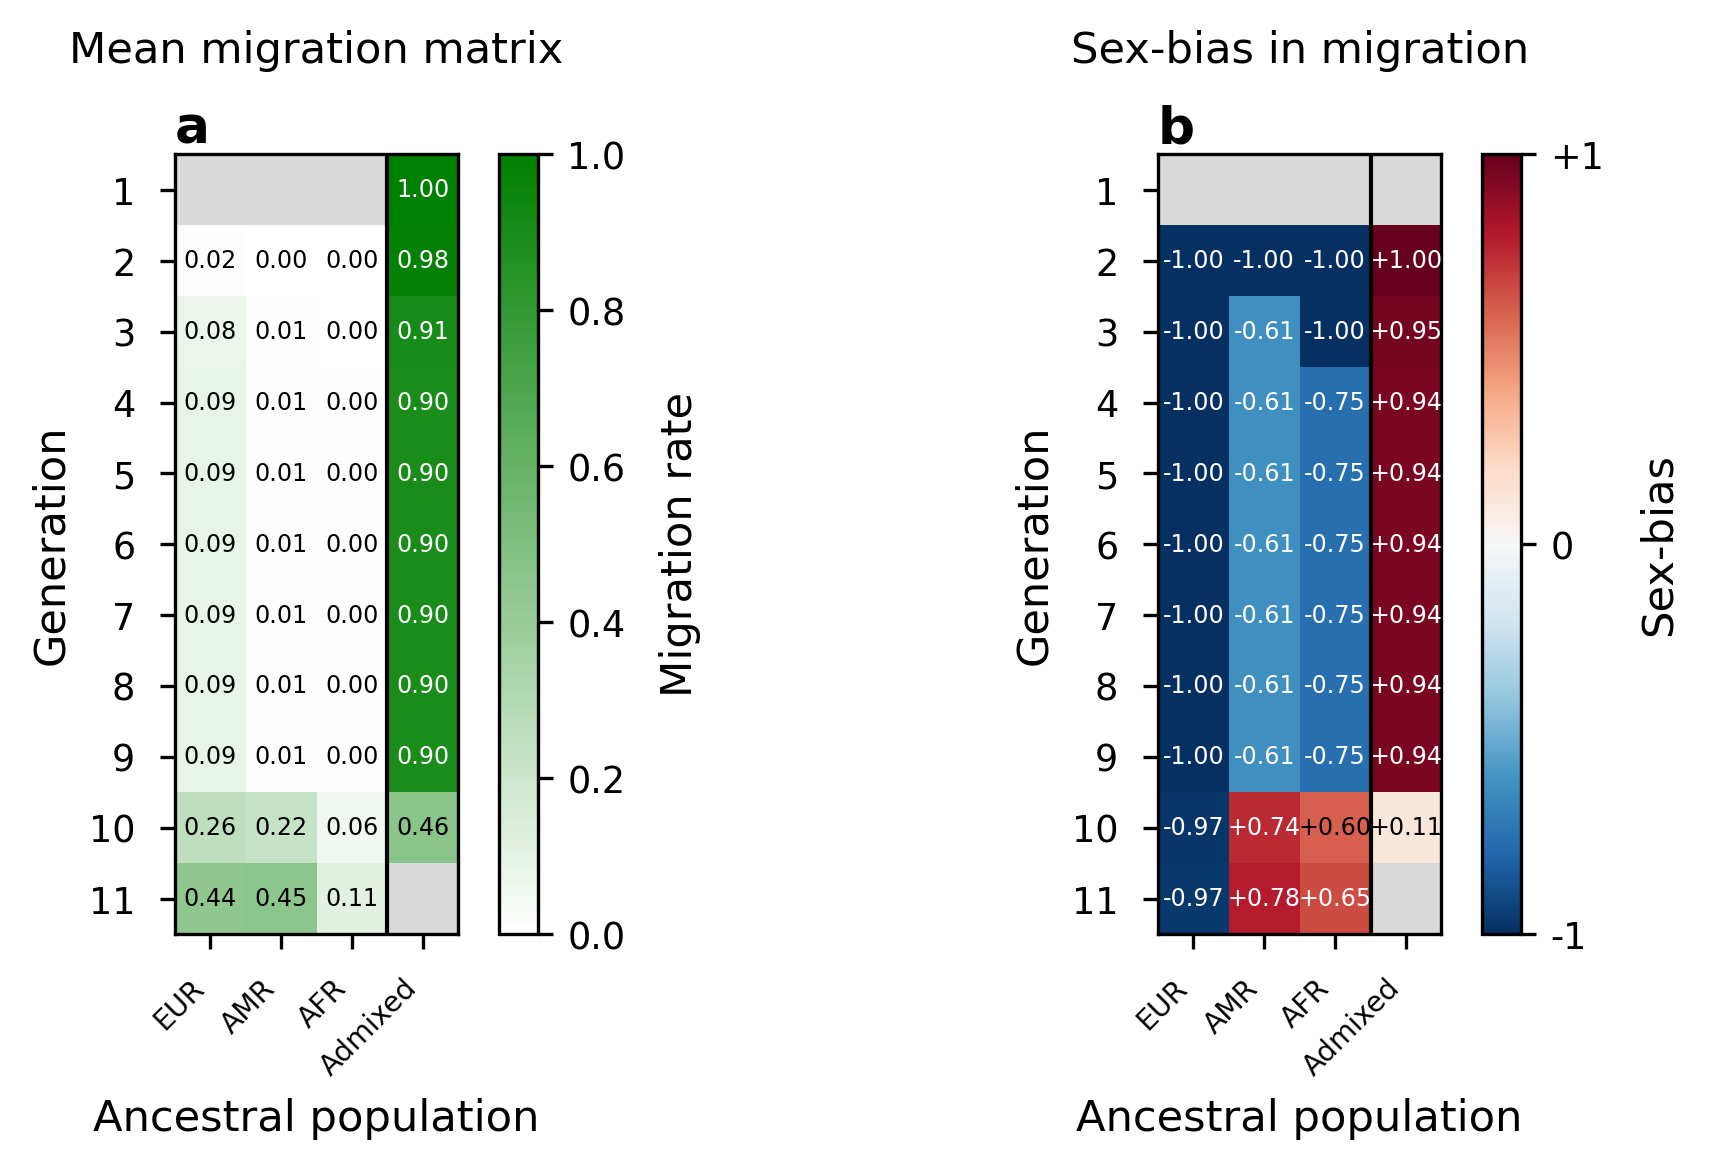 Mean migration matrix
a
Generation
1 1.00
2 0.02 0.00 0.00 0.98
3 0.08 0.01 0.00 0.91
4 0.09 0.01 0.00 0.90
5 0.09 0.01 0.00 0.90
6 0.09 0.01 0.00 0.90
7 0.09 0.01 0.00 0.90
8 0.09 0.01 0.00 0.90
9 0.09 0.01 0.00 0.90
10 0.26 0.22 0.06 0.46
11 0.44 0.45 0.11
EUR AMR AFR Admixed
Ancestral population
1.0
0.8
0.6
0.4
0.2
0.0
Migration rate
Sex-bias in migration
b
Generation
1
2 -1.00 -1.00 -1.00 +1.00
3 -1.00 -0.61 -1.00 +0.95
4 -1.00 -0.61 -0.75 +0.94
5 -1.00 -0.61 -0.75 +0.94
6 -1.00 -0.61 -0.75 +0.94
7 -1.00 -0.61 -0.75 +0.94
8 -1.00 -0.61 -0.75 +0.94
9 -1.00 -0.61 -0.75 +0.94
10 -0.97 +0.74 +0.60 +0.11
11 -0.97 +0.78 +0.65
EUR AMR AFR Admixed
Ancestral population
+1
0
-1
Sex-bias